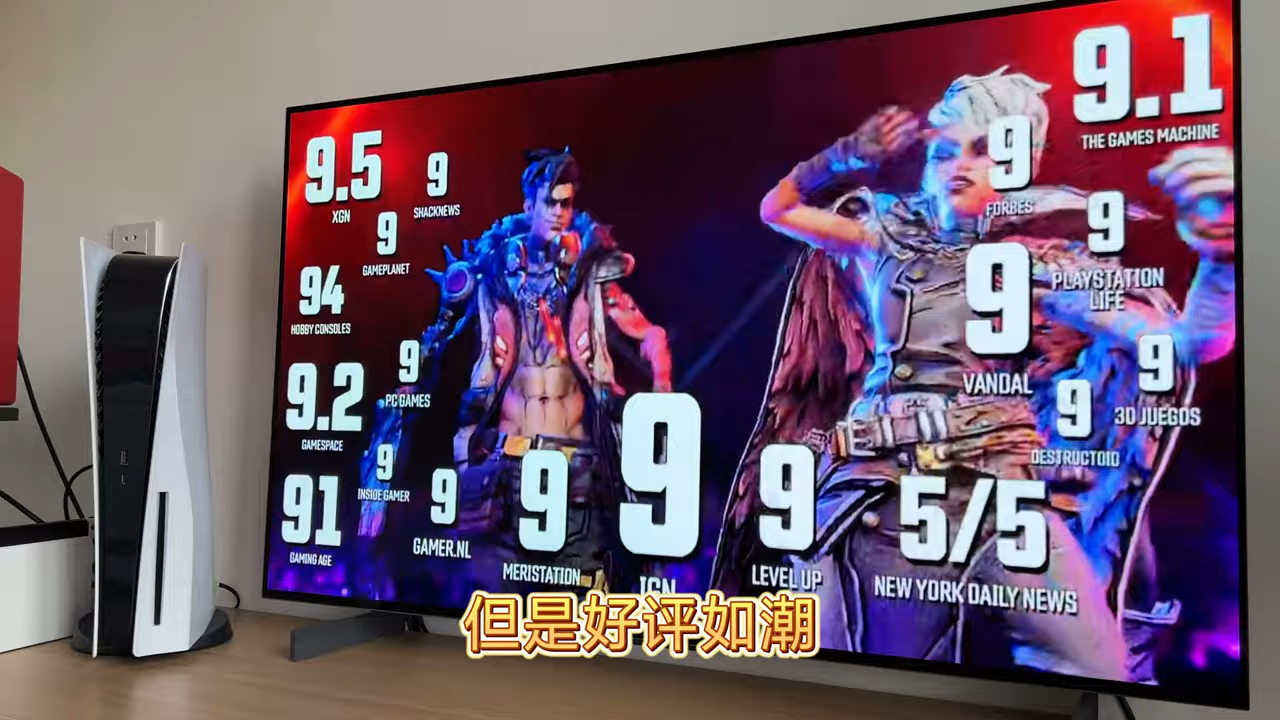 9.5
XGN
9
SHACKNEWS
9
GAMEPLANET
94
HOBBY CONSOLES
9
PC GAMES
9.2
GAMESPACE
9
INSIDE GAMER
91
GAMING AGE
9
GAMER.NL
9
MERISTATION
9
IGN
9
LEVEL UP
5/5
NEW YORK DAILY NEWS
9.1
THE GAMES MACHINE
9
FORBES
9
PLAYSTATION
LIFE
9
VANDAL
9
3D JUEGOS
9
DESTRUCTOID
但是好评如潮